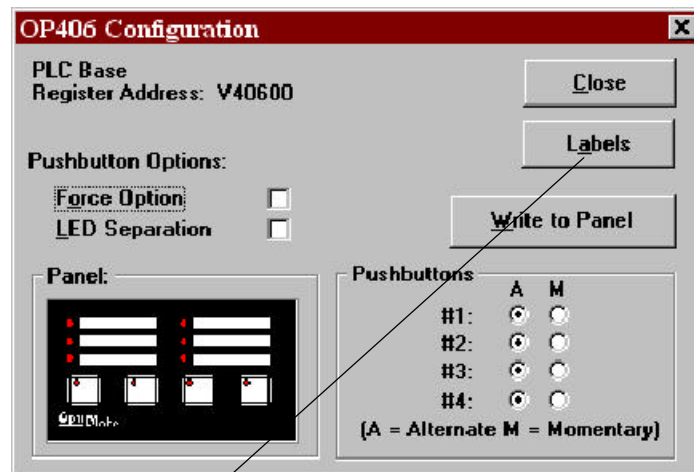 OP406 Configuration
PLC Base
Register Address: V40600
Close
Labels
Pushbutton Options:
Force Option
LED Separation
Write to Panel
Panel:
Pushbuttons
A M
#1:
#2:
#3:
#4:
(A = Alternate M = Momentary)